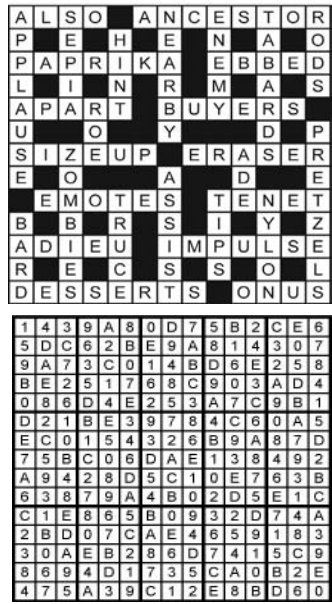 A L S O A N C E S T O R
P E H E N A O
P A P R I K A E B B E D
L I N R M A S
A P A R T B U Y E R S
U O Y D P
S I Z E U P E R A S E R
E O A D E
E M O T E S T E N E T
B B R S I Y Z
A D I E U I M P U L S E
R E C S S O L
D E S S E R T S O N U S
1 4 3 9 A 8 0 D 7 5 B 2 C E 6
5 D C 6 2 B E 9 A 8 1 4 3 0 7
9 A 7 3 C 0 1 4 B D 6 E 2 5 8
B E 2 5 1 7 6 8 C 9 0 3 A D 4
0 8 6 D 4 E 2 5 3 A 7 C 9 B 1
D 2 1 B E 3 9 7 8 4 C 6 0 A 5
E C 0 1 5 4 3 2 6 B 9 A 8 7 D
7 5 B C 0 6 D A E 1 3 8 4 9 2
A 9 4 2 8 D 5 C 1 0 E 7 6 3 B
6 3 8 7 9 A 4 B 0 2 D 5 E 1 C
C 1 E 8 6 5 B 0 9 3 2 D 7 4 A
2 B D 0 7 C A E 4 6 5 9 1 8 3
3 0 A E B 2 8 6 D 7 4 1 5 C 9
8 6 9 4 D 1 7 3 5 C A 0 B 2 E
4 7 5 A 3 9 C 1 2 E 8 B D 6 0